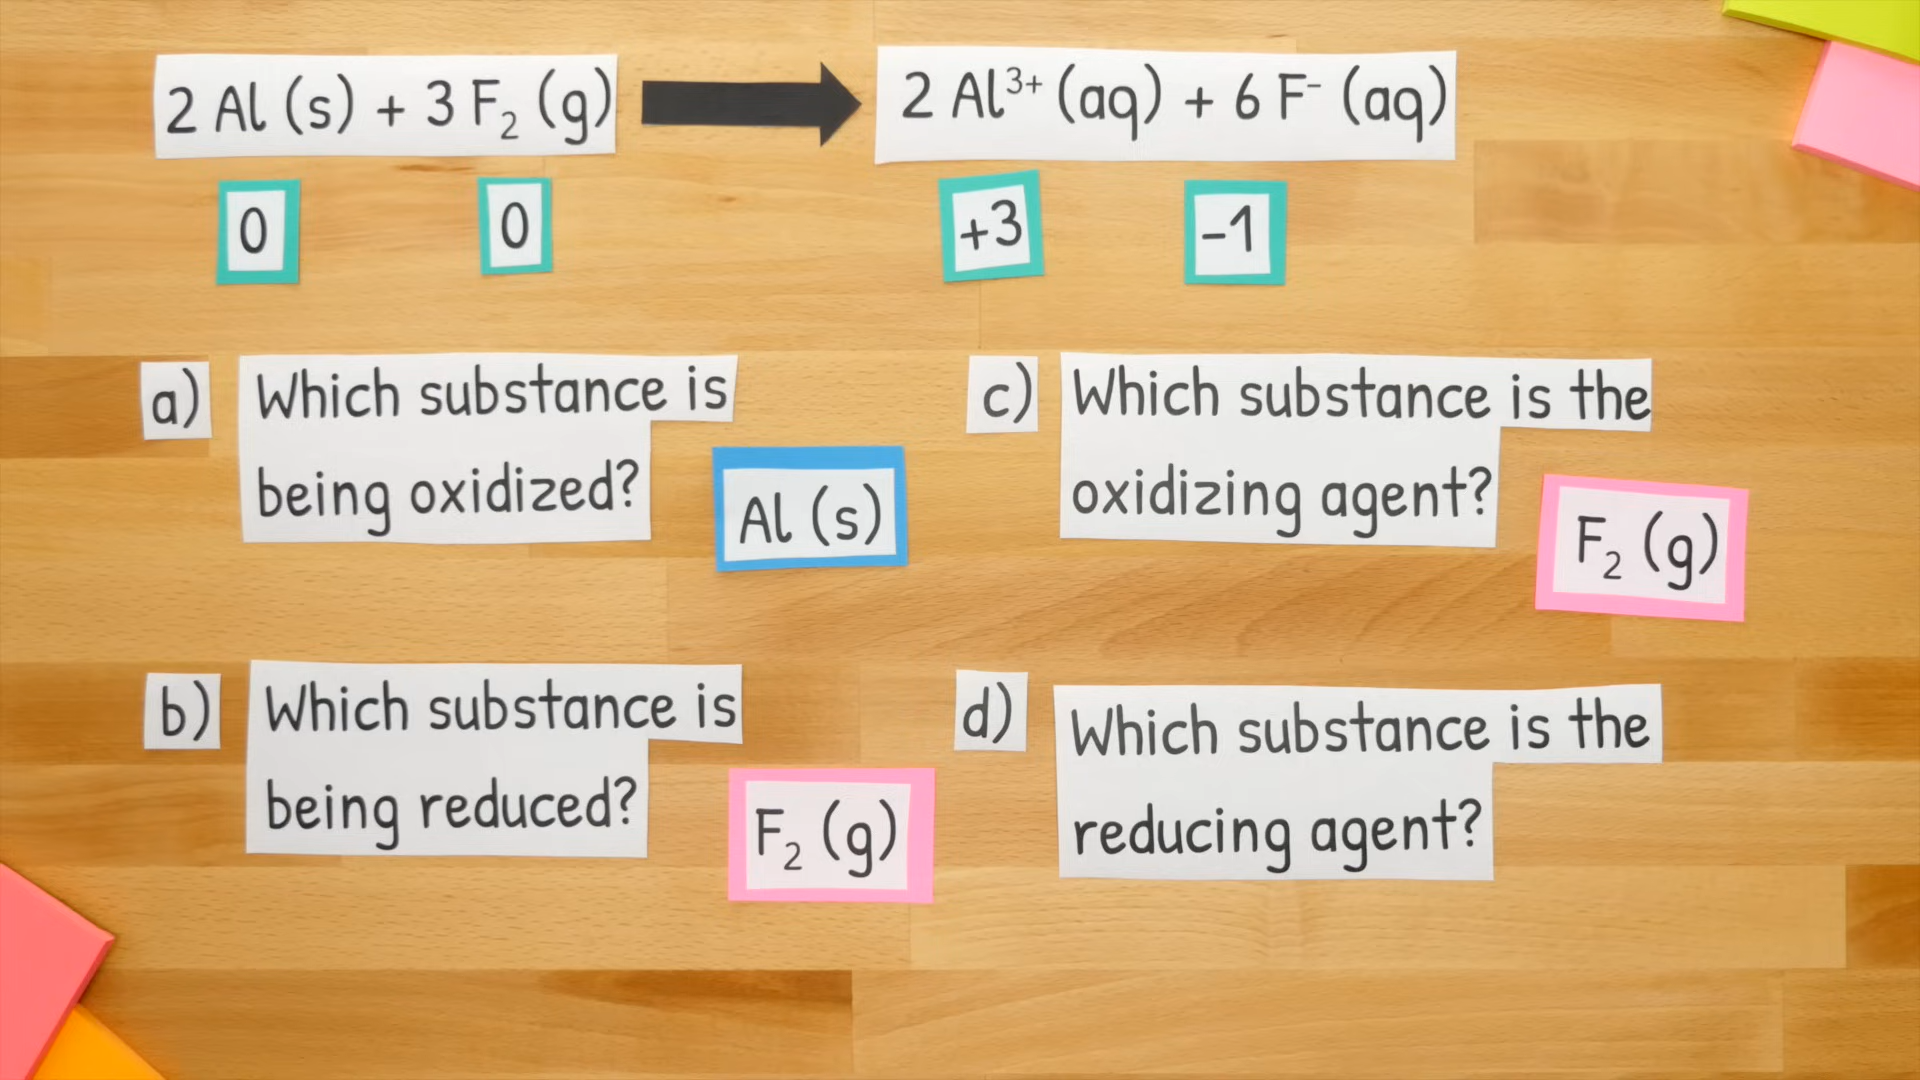 2 Al (s) + 3 F₂ (g) 2 Al³⁺ (aq) + 6 F⁻ (aq)
0 0 +3 -1
a) Which substance is
being oxidized?
Al (s)
b) Which substance is
being reduced?
F₂ (g)
c) Which substance is the
oxidizing agent?
F₂ (g)
d) Which substance is the
reducing agent?